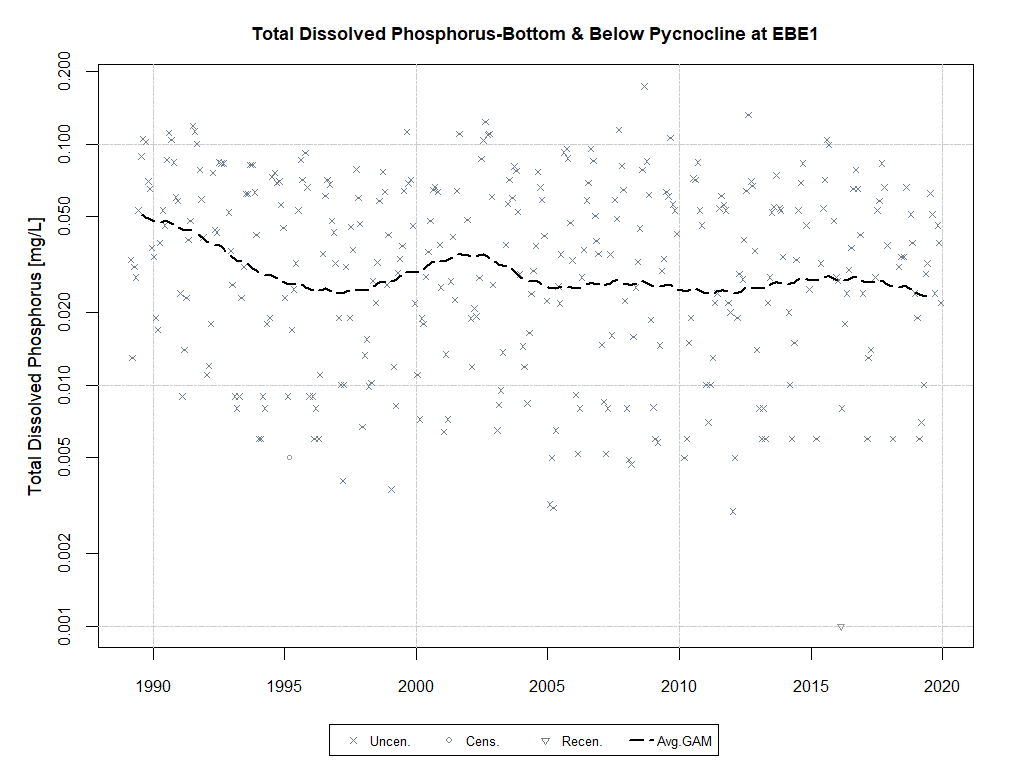 Total Dissolved Phosphorus-Bottom & Below Pycnocline at EBE1
Total Dissolved Phosphorus [mg/L]
0.200
0.100
0.050
0.020
0.010
0.005
0.002
0.001
1990 1995 2000 2005 2010 2015 2020
Uncen. Cens. Recen. Avg.GAM